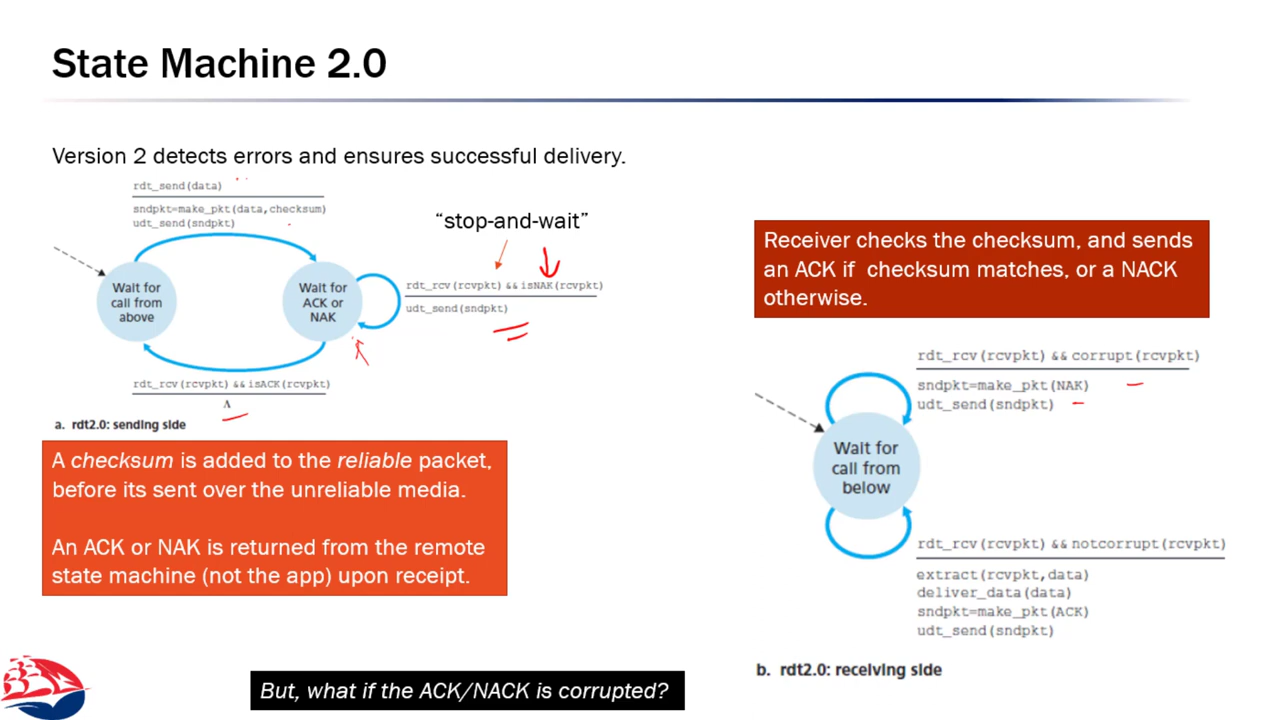 State Machine 2.0
Version 2 detects errors and ensures successful delivery.
rdt_send(data)
sndpkt=make_pkt(data,checksum)
udt_send(sndpkt)
"stop-and-wait"
Wait for
call from
above
Wait for
ACK or
NAK
rdt_rcv(rcvpkt) && isNAK(rcvpkt)
udt_send(sndpkt)
rdt_rcv(rcvpkt) && isACK(rcvpkt)
Λ
a. rdt2.0: sending side
A checksum is added to the reliable packet,
before its sent over the unreliable media.
An ACK or NAK is returned from the remote
state machine (not the app) upon receipt.
Receiver checks the checksum, and sends
an ACK if checksum matches, or a NACK
otherwise.
rdt_rcv(rcvpkt) && corrupt(rcvpkt)
sndpkt=make_pkt(NAK)
udt_send(sndpkt)
Wait for
call from
below
rdt_rcv(rcvpkt) && notcorrupt(rcvpkt)
extract(rcvpkt,data)
deliver_data(data)
sndpkt=make_pkt(ACK)
udt_send(sndpkt)
b. rdt2.0: receiving side
But, what if the ACK/NACK is corrupted?